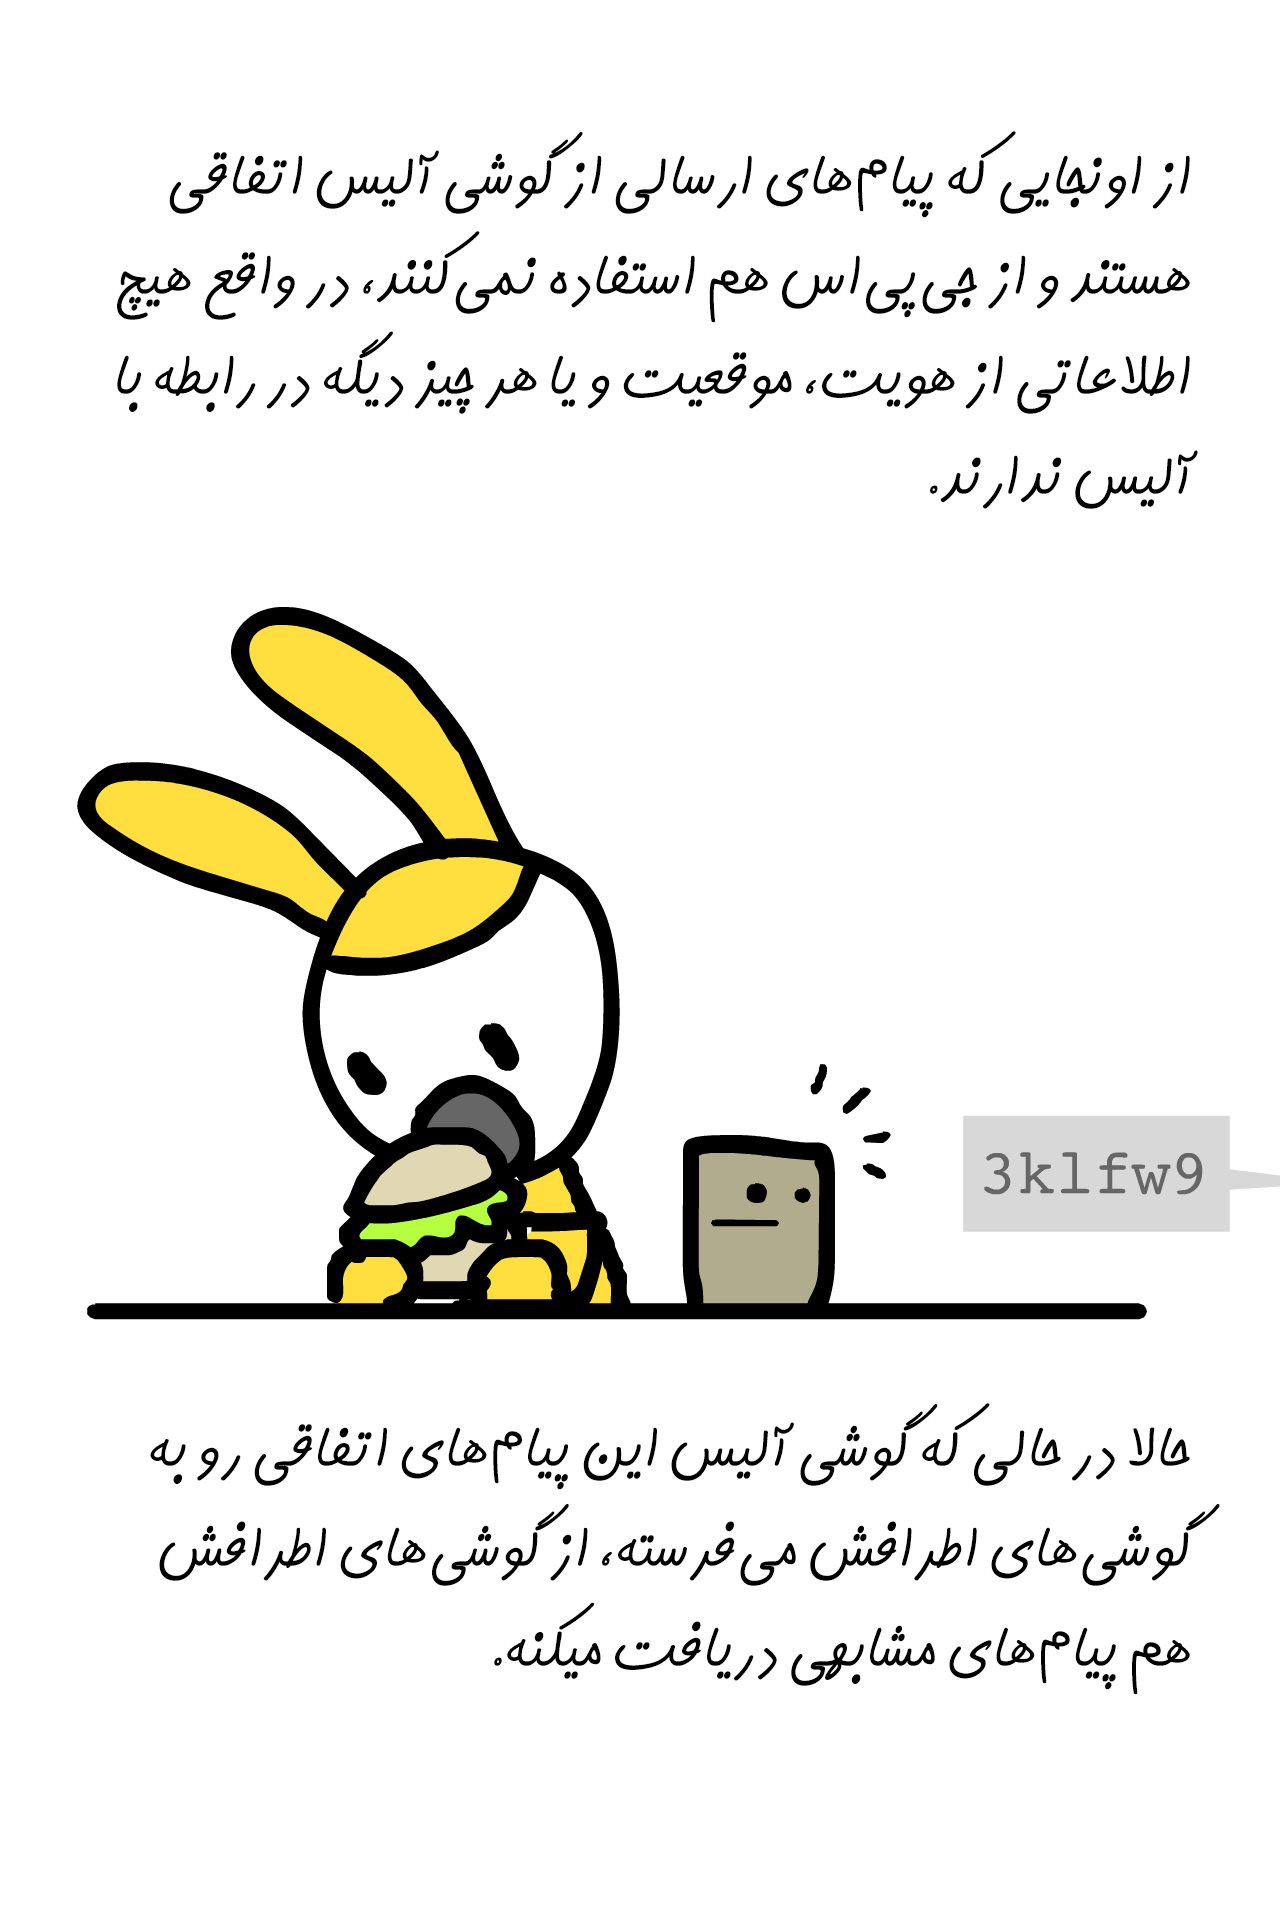 از اونجایی که پیام‌های ارسالی از گوشی آلیس اتفاقی
هستند و از جی‌پی‌اس هم استفاده نمی‌کنند، در واقع هیچ
اطلاعاتی از هویت، موقعیت و یا هر چیز دیگه در رابطه با
آلیس ندارند.
3klfw9
حالا در حالی که گوشی آلیس این پیام‌های اتفاقی رو به
گوشی‌های اطرافش می‌فرسته، از گوشی‌های اطرافش
هم پیام‌های مشابهی دریافت میکنه.